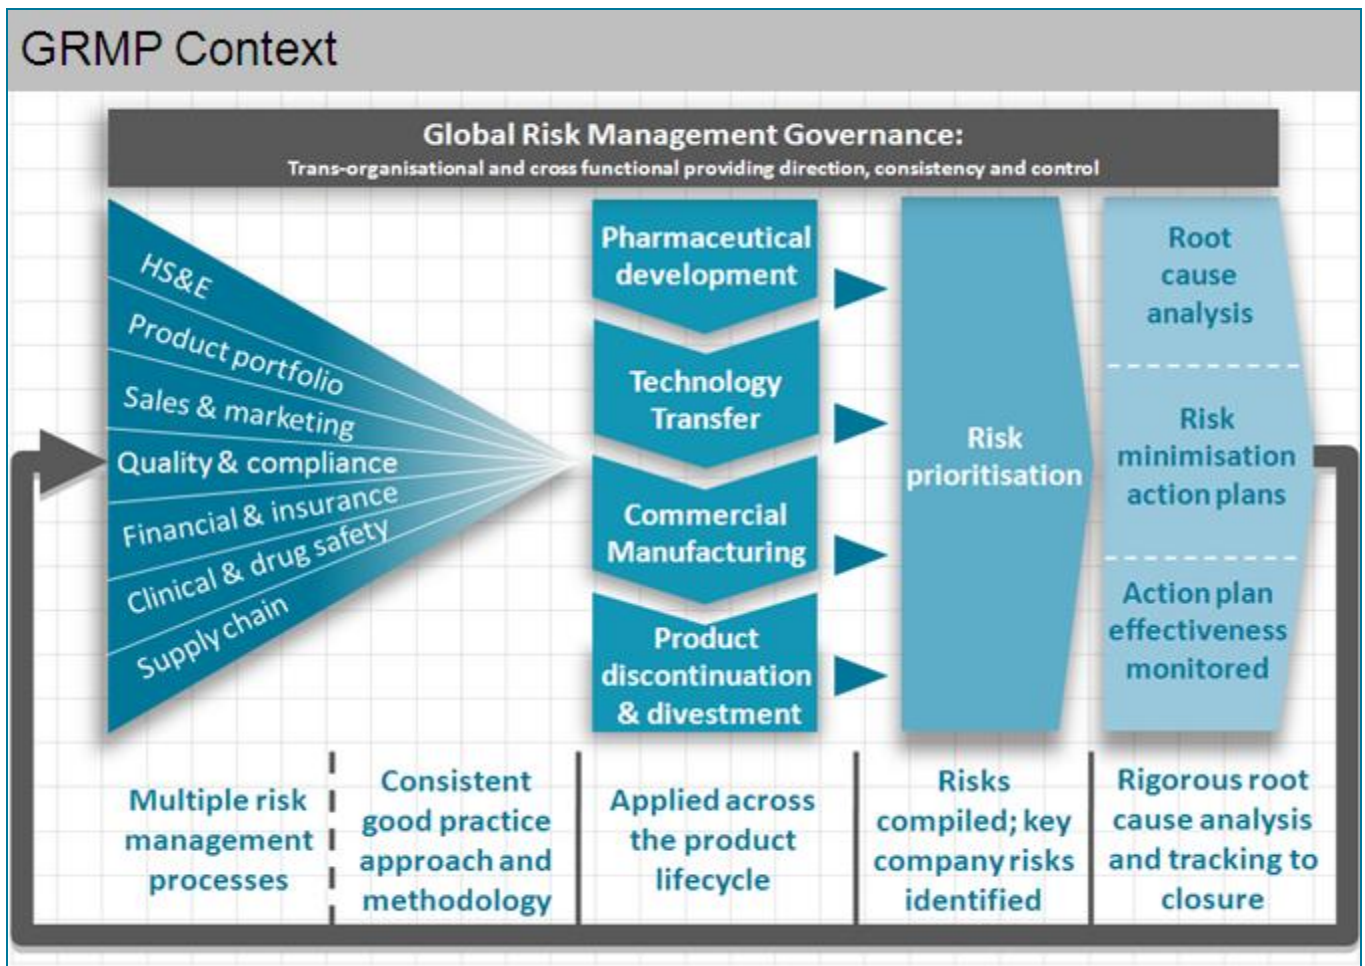 GRMP Context
Global Risk Management Governance:
Trans-organisational and cross functional providing direction, consistency and control
HS&E
Product portfolio
Sales & marketing
Quality & compliance
Financial & insurance
Clinical & drug safety
Supply chain
Pharmaceutical
development
Technology
Transfer
Commercial
Manufacturing
Product
discontinuation
& divestment
Risk
prioritisation
Root
cause
analysis
Risk
minimisation
action plans
Action plan
effectiveness
monitored
Multiple risk
management
processes
Consistent
good practice
approach and
methodology
Applied across
the product
lifecycle
Risks
compiled; key
company risks
identified
Rigorous root
cause analysis
and tracking to
closure